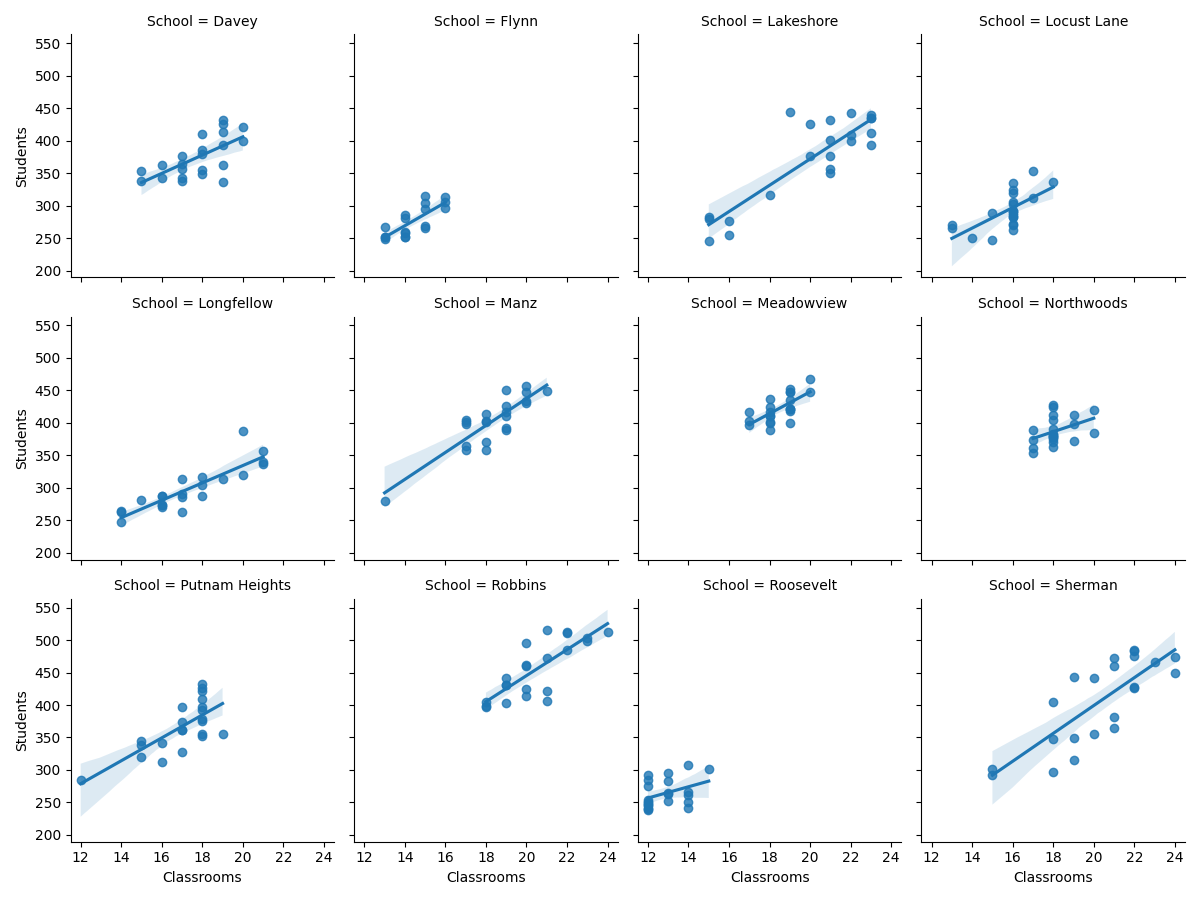 School = Davey
School = Flynn
School = Lakeshore
School = Locust Lane
550
500
450
400
350
300
250
200
Students
School = Longfellow
School = Manz
School = Meadowview
School = Northwoods
550
500
450
400
350
300
250
200
Students
School = Putnam Heights
School = Robbins
School = Roosevelt
School = Sherman
550
500
450
400
350
300
250
200
Students
12 14 16 18 20 22 24
12 14 16 18 20 22 24
12 14 16 18 20 22 24
12 14 16 18 20 22 24
Classrooms
Classrooms
Classrooms
Classrooms